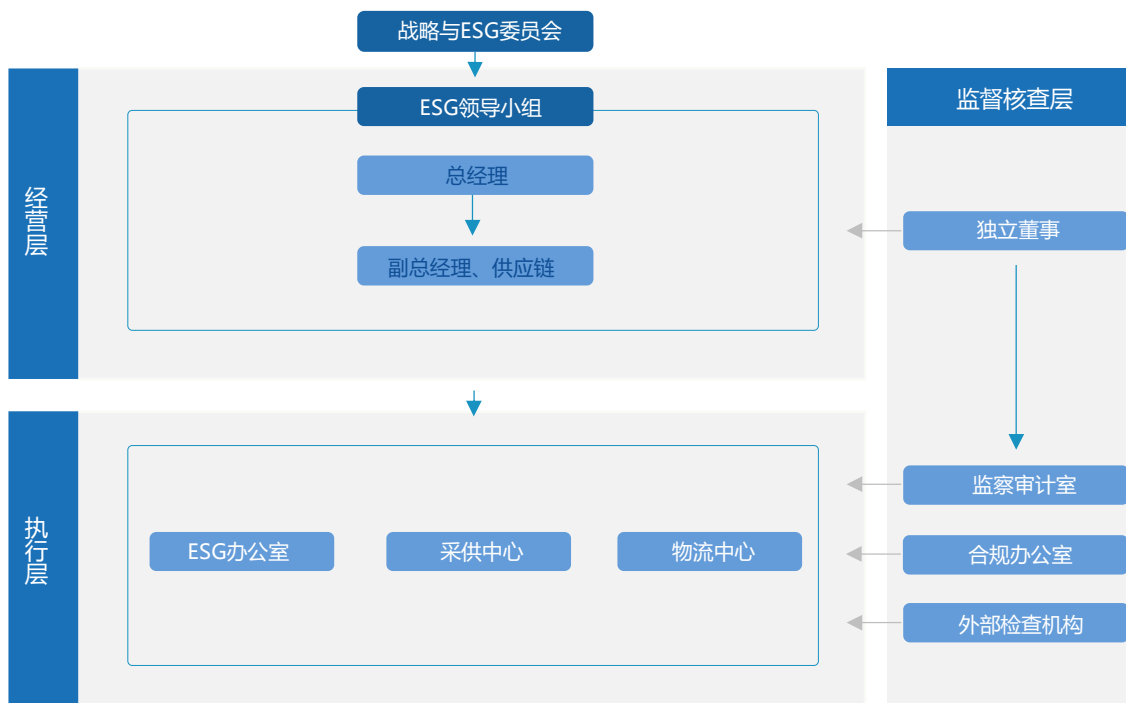 战略与ESG委员会
经营层
ESG领导小组
总经理
副总经理、供应链
监督核查层
独立董事
执行层
ESG办公室
采供中心
物流中心
监察审计室
合规办公室
外部检查机构